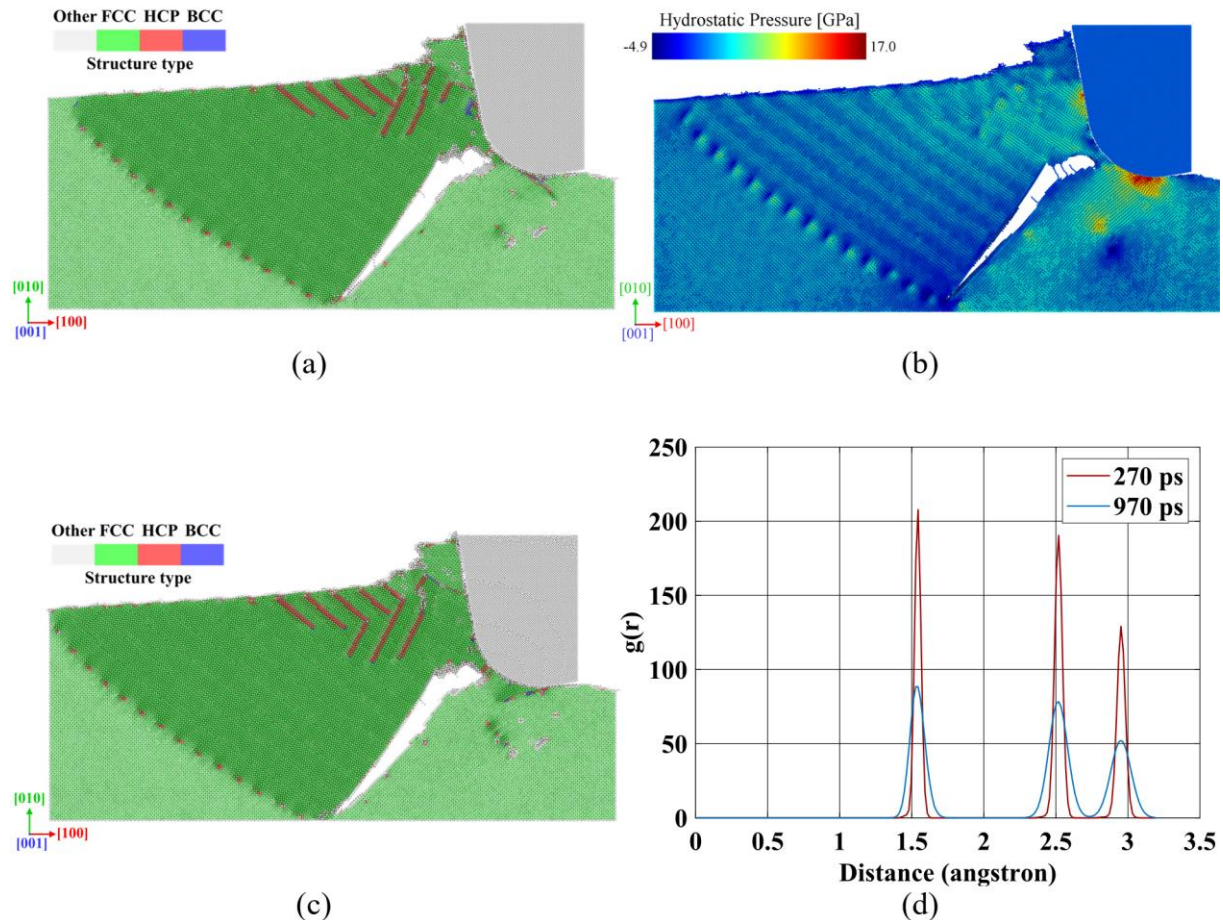 Other FCC HCP BCC
Structure type
[010]
[001]
[100]
(a)
Hydrostatic Pressure [GPa]
-4.9
17.0
[010]
[001]
[100]
(b)
Other FCC HCP BCC
Structure type
[010]
[001]
[100]
(c)
250
200
150
100
50
0
g(r)
270 ps
970 ps
0 0.5 1 1.5 2 2.5 3 3.5
Distance (angstron)
(d)